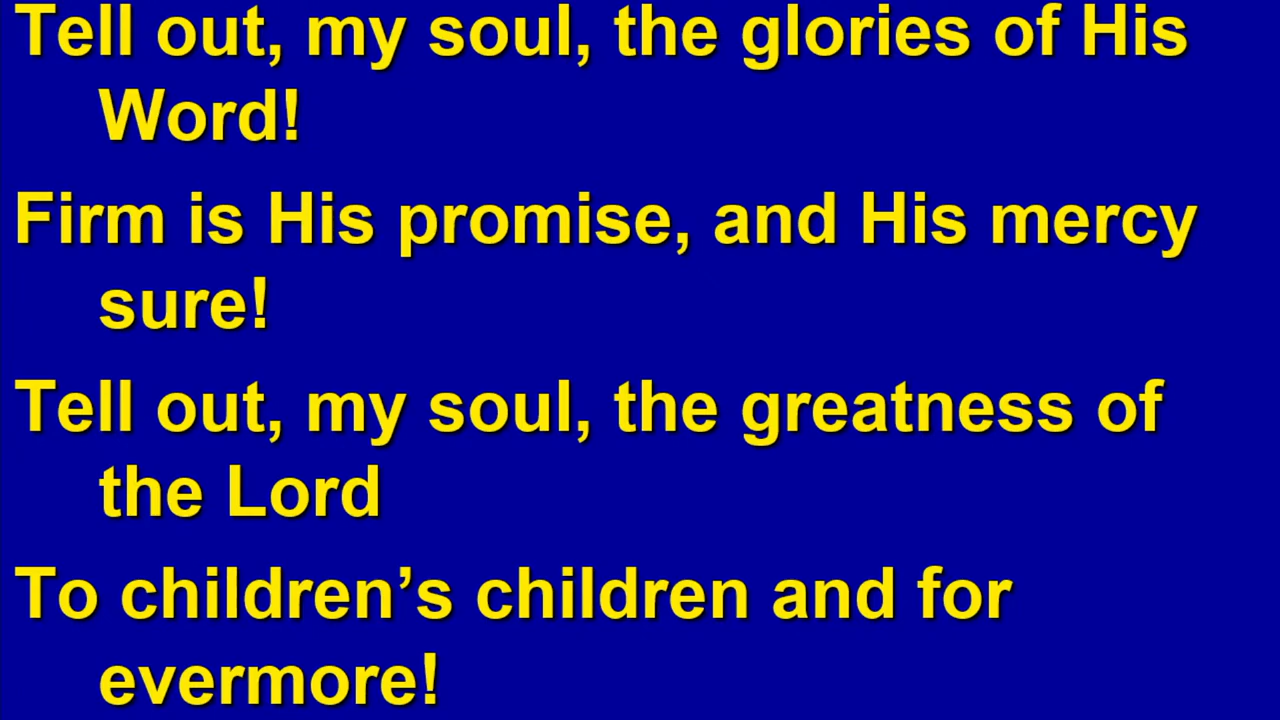 Tell out, my soul, the glories of His
Word!
Firm is His promise, and His mercy
sure!
Tell out, my soul, the greatness of
the Lord
To children’s children and for
evermore!